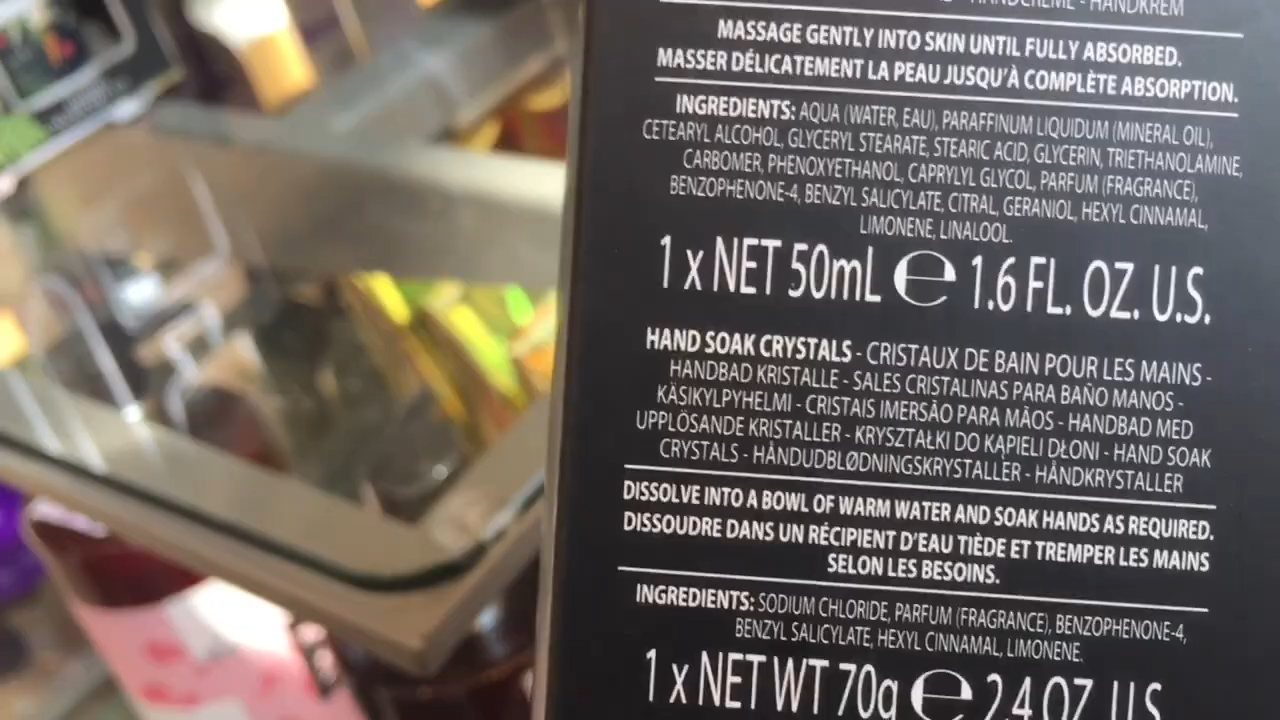 - HANDCREME - HANDKRÉM
MASSAGE GENTLY INTO SKIN UNTIL FULLY ABSORBED.
MASSER DÉLICATEMENT LA PEAU JUSQU'À COMPLÈTE ABSORPTION.
INGREDIENTS: AQUA (WATER, EAU), PARAFFINUM LIQUIDUM (MINERAL OIL),
CETEARYL ALCOHOL, GLYCERYL STEARATE, STEARIC ACID, GLYCERIN, TRIETHANOLAMINE,
CARBOMER, PHENOXYETHANOL, CAPRYLYL GLYCOL, PARFUM (FRAGRANCE),
BENZOPHENONE-4, BENZYL SALICYLATE, CITRAL, GERANIOL, HEXYL CINNAMAL,
LIMONENE, LINALOOL.
1 x NET 50mL ℮ 1.6 FL. OZ. U.S.
HAND SOAK CRYSTALS - CRISTAUX DE BAIN POUR LES MAINS -
HANDBAD KRISTALLE - SALES CRISTALINAS PARA BAÑO MANOS -
KÄSIKYLPYHELMI - CRISTAIS IMERSÃO PARA MÃOS - HANDBAD MED
UPPLÖSANDE KRISTALLER - KRYSZTAŁKI DO KĄPIELI DŁONI - HAND SOAK
CRYSTALS - HÅNDUDBLØDNINGSKRYSTALLER - HÅNDKRYSTALLER
DISSOLVE INTO A BOWL OF WARM WATER AND SOAK HANDS AS REQUIRED.
DISSOUDRE DANS UN RÉCIPIENT D'EAU TIÈDE ET TREMPER LES MAINS
SELON LES BESOINS.
INGREDIENTS: SODIUM CHLORIDE, PARFUM (FRAGRANCE), BENZOPHENONE-4,
BENZYL SALICYLATE, HEXYL CINNAMAL, LIMONENE.
1 x NET WT 70g ℮ 2.4 OZ. U.S.